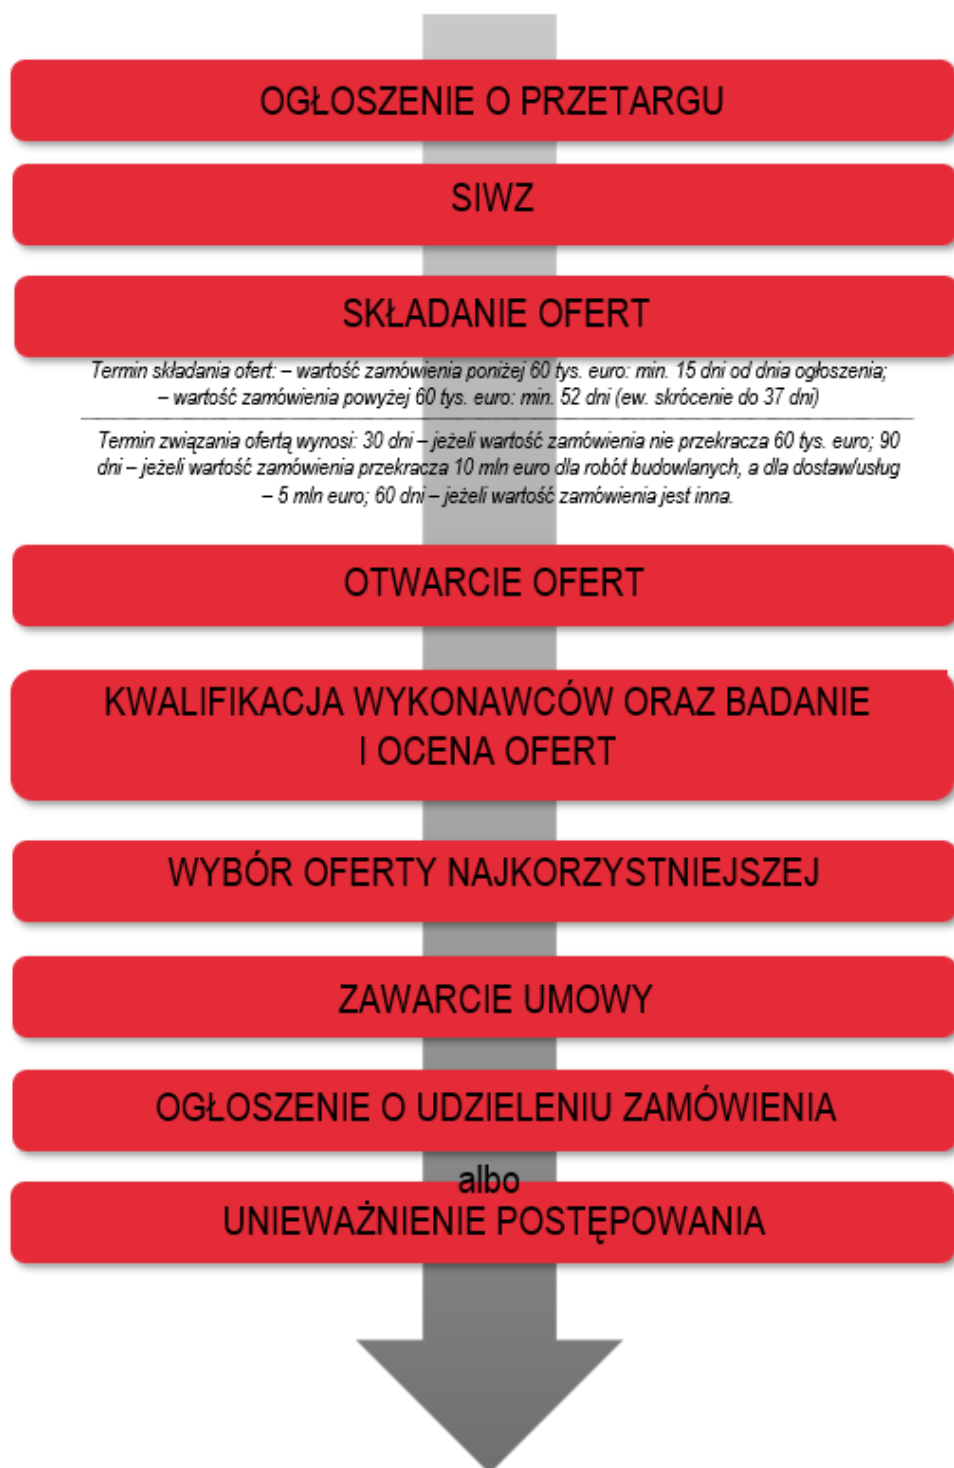 OGŁOSZENIE O PRZETARGU
SIWZ
SKŁADANIE OFERT
Termin składania ofert: – wartość zamówienia poniżej 60 tys. euro: min. 15 dni od dnia ogłoszenia;
– wartość zamówienia powyżej 60 tys. euro: min. 52 dni (ew. skrócenie do 37 dni)
Termin związania ofertą wynosi: 30 dni – jeżeli wartość zamówienia nie przekracza 60 tys. euro; 90
dni – jeżeli wartość zamówienia przekracza 10 mln euro dla robót budowlanych, a dla dostaw/usług
– 5 mln euro; 60 dni – jeżeli wartość zamówienia jest inna.
OTWARCIE OFERT
KWALIFIKACJA WYKONAWCÓW ORAZ BADANIE
I OCENA OFERT
WYBÓR OFERTY NAJKORZYSTNIEJSZEJ
ZAWARCIE UMOWY
OGŁOSZENIE O UDZIELENIU ZAMÓWIENIA
albo
UNIEWAŻNIENIE POSTĘPOWANIA